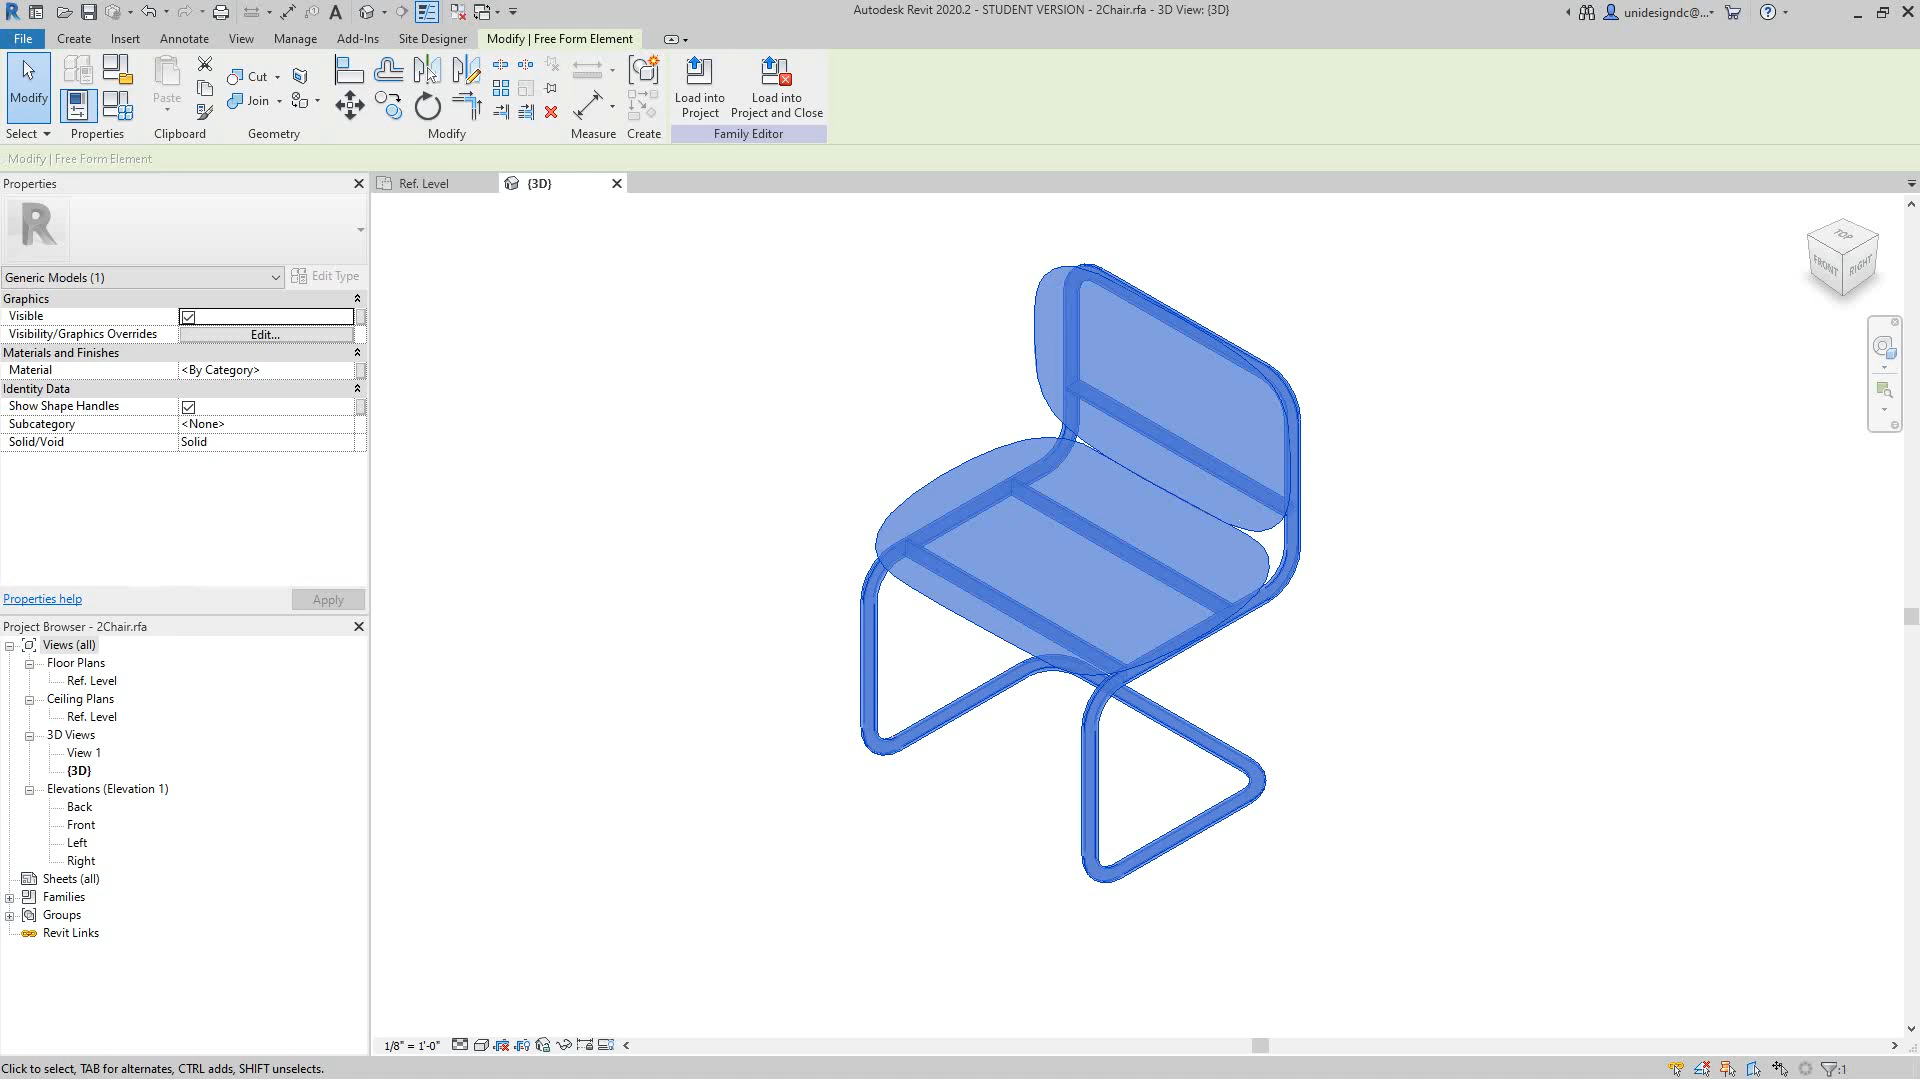 Autodesk Revit 2020.2 - STUDENT VERSION - 2Chair.rfa - 3D View: {3D}
unidesigndc@...
File Create Insert Annotate View Manage Add-Ins Site Designer Modify | Free Form Element
Modify
Paste
Cut
Join
Load into
Project
Load into
Project and Close
Select Properties Clipboard Geometry Modify Measure Create Family Editor
Modify | Free Form Element
Properties
Ref. Level
{3D}
Generic Models (1)
Edit Type
Graphics
Visible
Visibility/Graphics Overrides Edit...
Materials and Finishes
Material <By Category>
Identity Data
Show Shape Handles
Subcategory <None>
Solid/Void Solid
Properties help
Apply
Project Browser - 2Chair.rfa
Views (all)
Floor Plans
Ref. Level
Ceiling Plans
Ref. Level
3D Views
View 1
{3D}
Elevations (Elevation 1)
Back
Front
Left
Right
Sheets (all)
Families
Groups
Revit Links
TOP
FRONT
RIGHT
1/8" = 1'-0"
Click to select, TAB for alternates, CTRL adds, SHIFT unselects.
:1